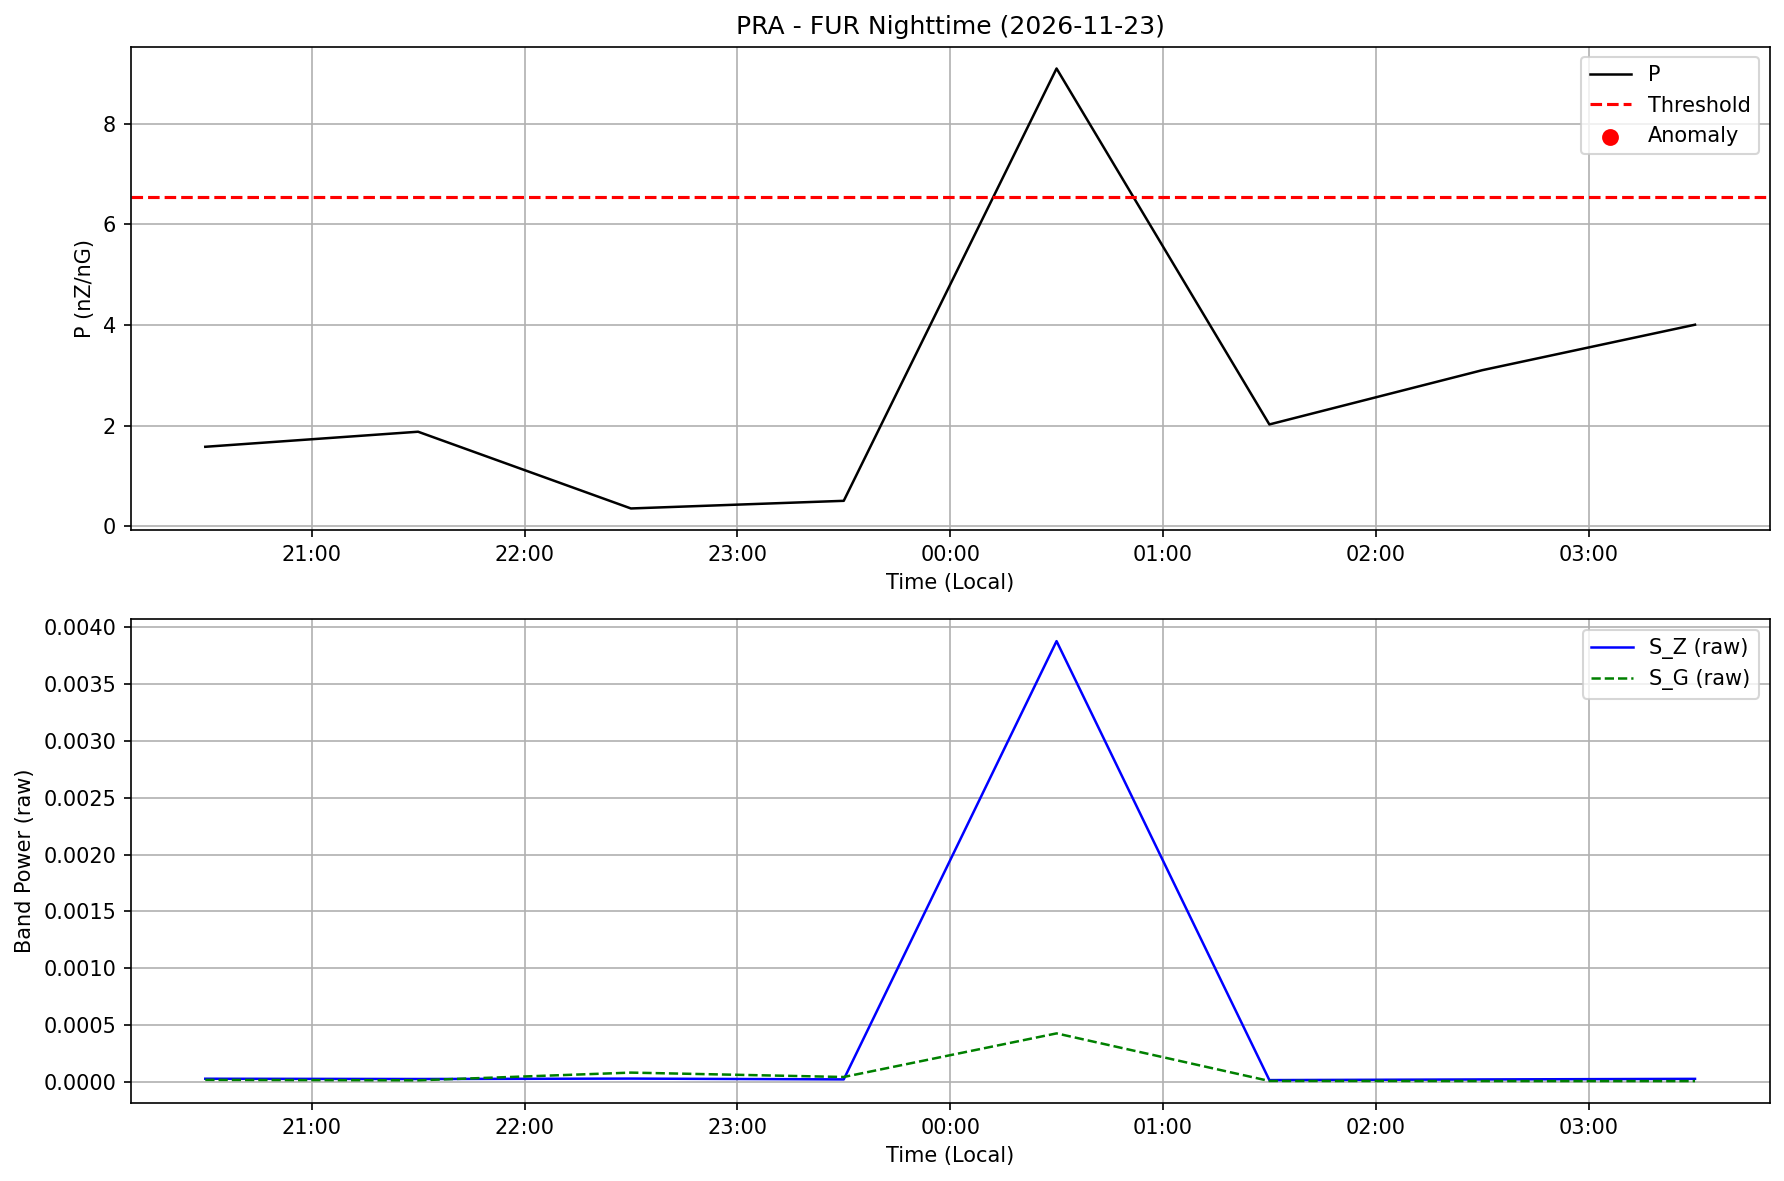 PRA - FUR Nighttime (2026-11-23)
P
Threshold
Anomaly
P (nZ/nG)
8
6
4
2
0
21:00 22:00 23:00 00:00 01:00 02:00 03:00
Time (Local)
S_Z (raw)
S_G (raw)
Band Power (raw)
0.0040
0.0035
0.0030
0.0025
0.0020
0.0015
0.0010
0.0005
0.0000
21:00 22:00 23:00 00:00 01:00 02:00 03:00
Time (Local)